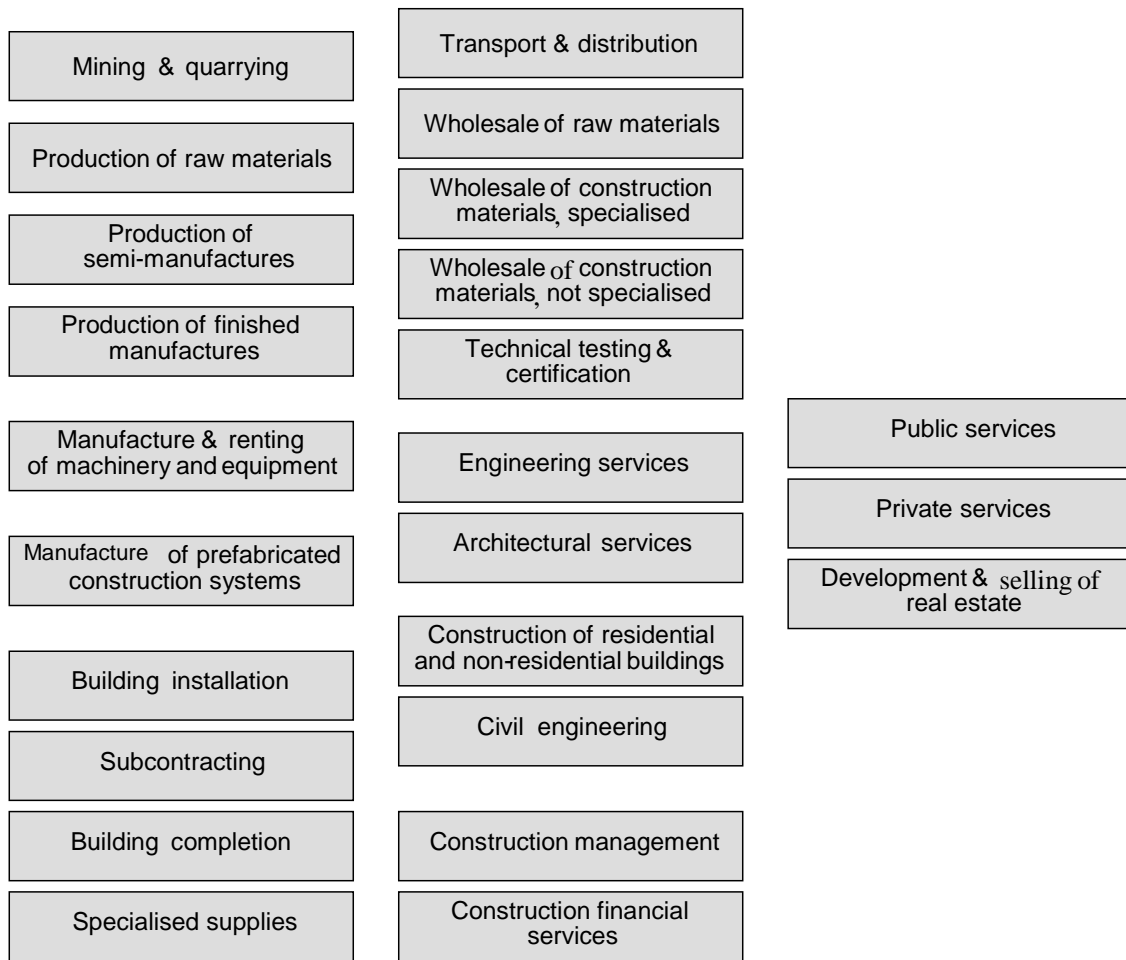 Mining & quarrying
Production of raw materials
Production of
semi-manufactures
Production of finished
manufactures
Manufacture & renting
of machinery and equipment
Manufacture of prefabricated
construction systems
Building installation
Subcontracting
Building completion
Specialised supplies
Transport & distribution
Wholesale of raw materials
Wholesale of construction
materials, specialised
Wholesale of construction
materials, not specialised
Technical testing &
certification
Engineering services
Architectural services
Construction of residential
and non-residential buildings
Civil engineering
Construction management
Construction financial
services
Public services
Private services
Development & selling of
real estate